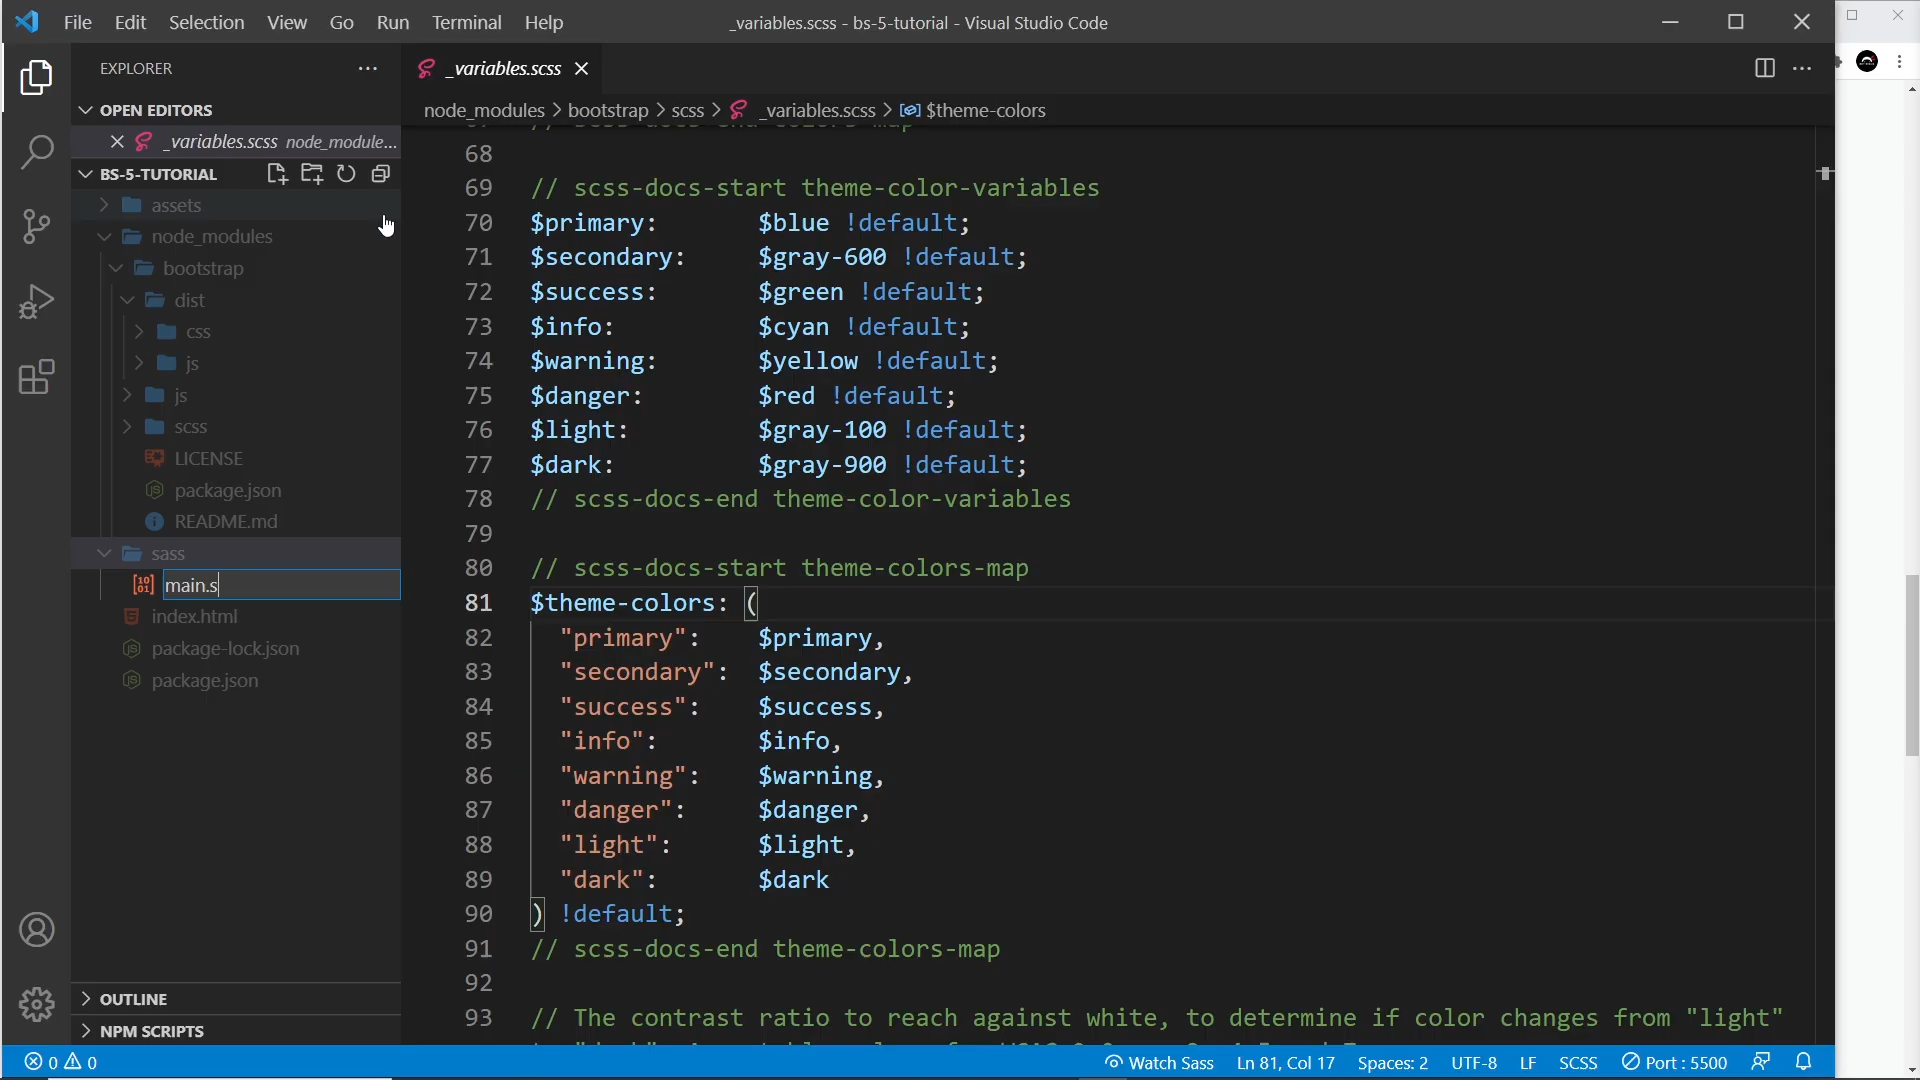 File Edit Selection View Go Run Terminal Help
_variables.scss - bs-5-tutorial - Visual Studio Code
EXPLORER
OPEN EDITORS
_variables.scss node_module...
BS-5-TUTORIAL
assets
node_modules
bootstrap
dist
css
js
js
scss
LICENSE
package.json
README.md
sass
main.s
index.html
package-lock.json
package.json
OUTLINE
NPM SCRIPTS
_variables.scss
node_modules > bootstrap > scss > _variables.scss > $theme-colors
68
69 // scss-docs-start theme-color-variables
70 $primary: $blue !default;
71 $secondary: $gray-600 !default;
72 $success: $green !default;
73 $info: $cyan !default;
74 $warning: $yellow !default;
75 $danger: $red !default;
76 $light: $gray-100 !default;
77 $dark: $gray-900 !default;
78 // scss-docs-end theme-color-variables
79
80 // scss-docs-start theme-colors-map
81 $theme-colors: (
82 "primary": $primary,
83 "secondary": $secondary,
84 "success": $success,
85 "info": $info,
86 "warning": $warning,
87 "danger": $danger,
88 "light": $light,
89 "dark": $dark
90 ) !default;
91 // scss-docs-end theme-colors-map
92
93 // The contrast ratio to reach against white, to determine if color changes from "light"
0 0
Watch Sass Ln 81, Col 17 Spaces: 2 UTF-8 LF SCSS Port : 5500